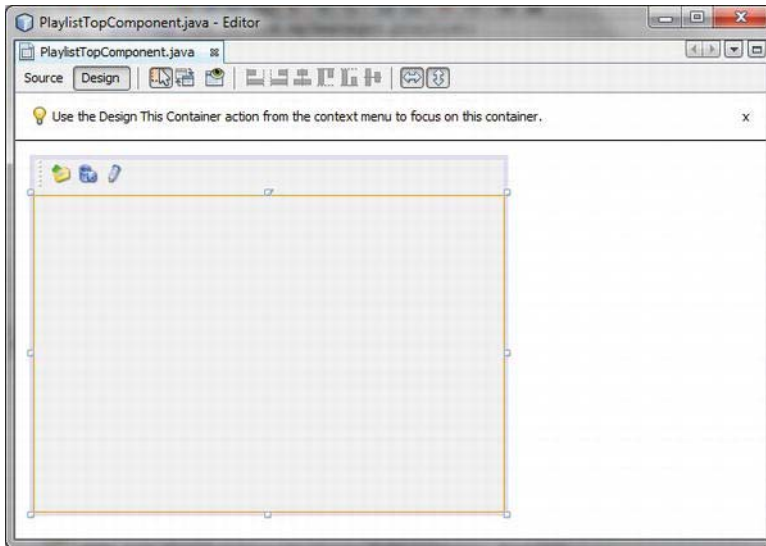 PlaylistTopComponent.java - Editor
PlaylistTopComponent.java
Source Design
Use the Design This Container action from the context menu to focus on this container. x